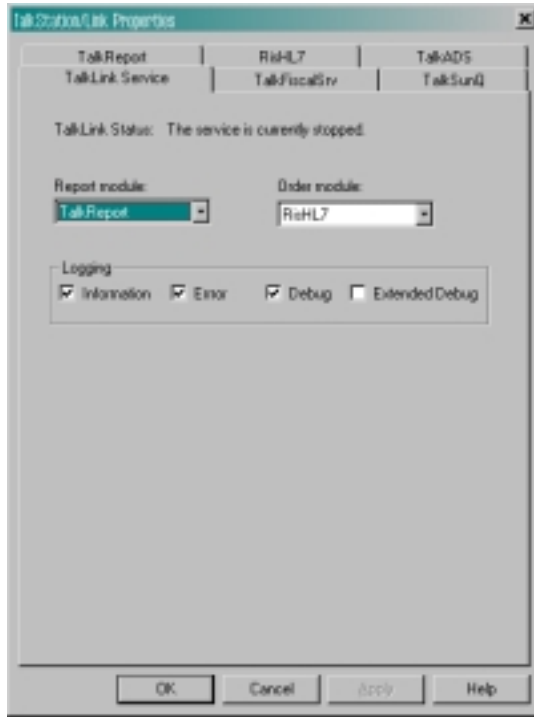 TalkStation/Link Properties
TalkReport RisHL7 TalkADS
TalkLink Service TalkFiscalSrv TalkSunQ
TalkLink Status: The service is currently stopped.
Report module: Order module:
TalkReport RisHL7
Logging
Information Error Debug Extended Debug
OK Cancel Apply Help